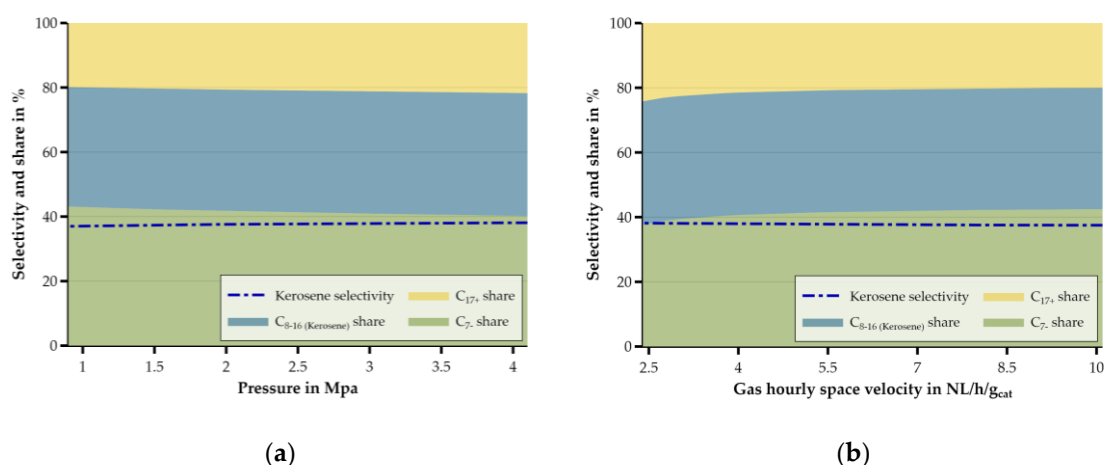 Selectivity and share in %
100
80
60
40
20
0
Kerosene selectivity
C17+ share
C8-16 (Kerosene) share
C7- share
1 1.5 2 2.5 3 3.5 4
Pressure in Mpa
(a)
Selectivity and share in %
100
80
60
40
20
0
Kerosene selectivity
C17+ share
C8-16 (Kerosene) share
C7- share
2.5 4 5.5 7 8.5 10
Gas hourly space velocity in NL/h/gcat
(b)